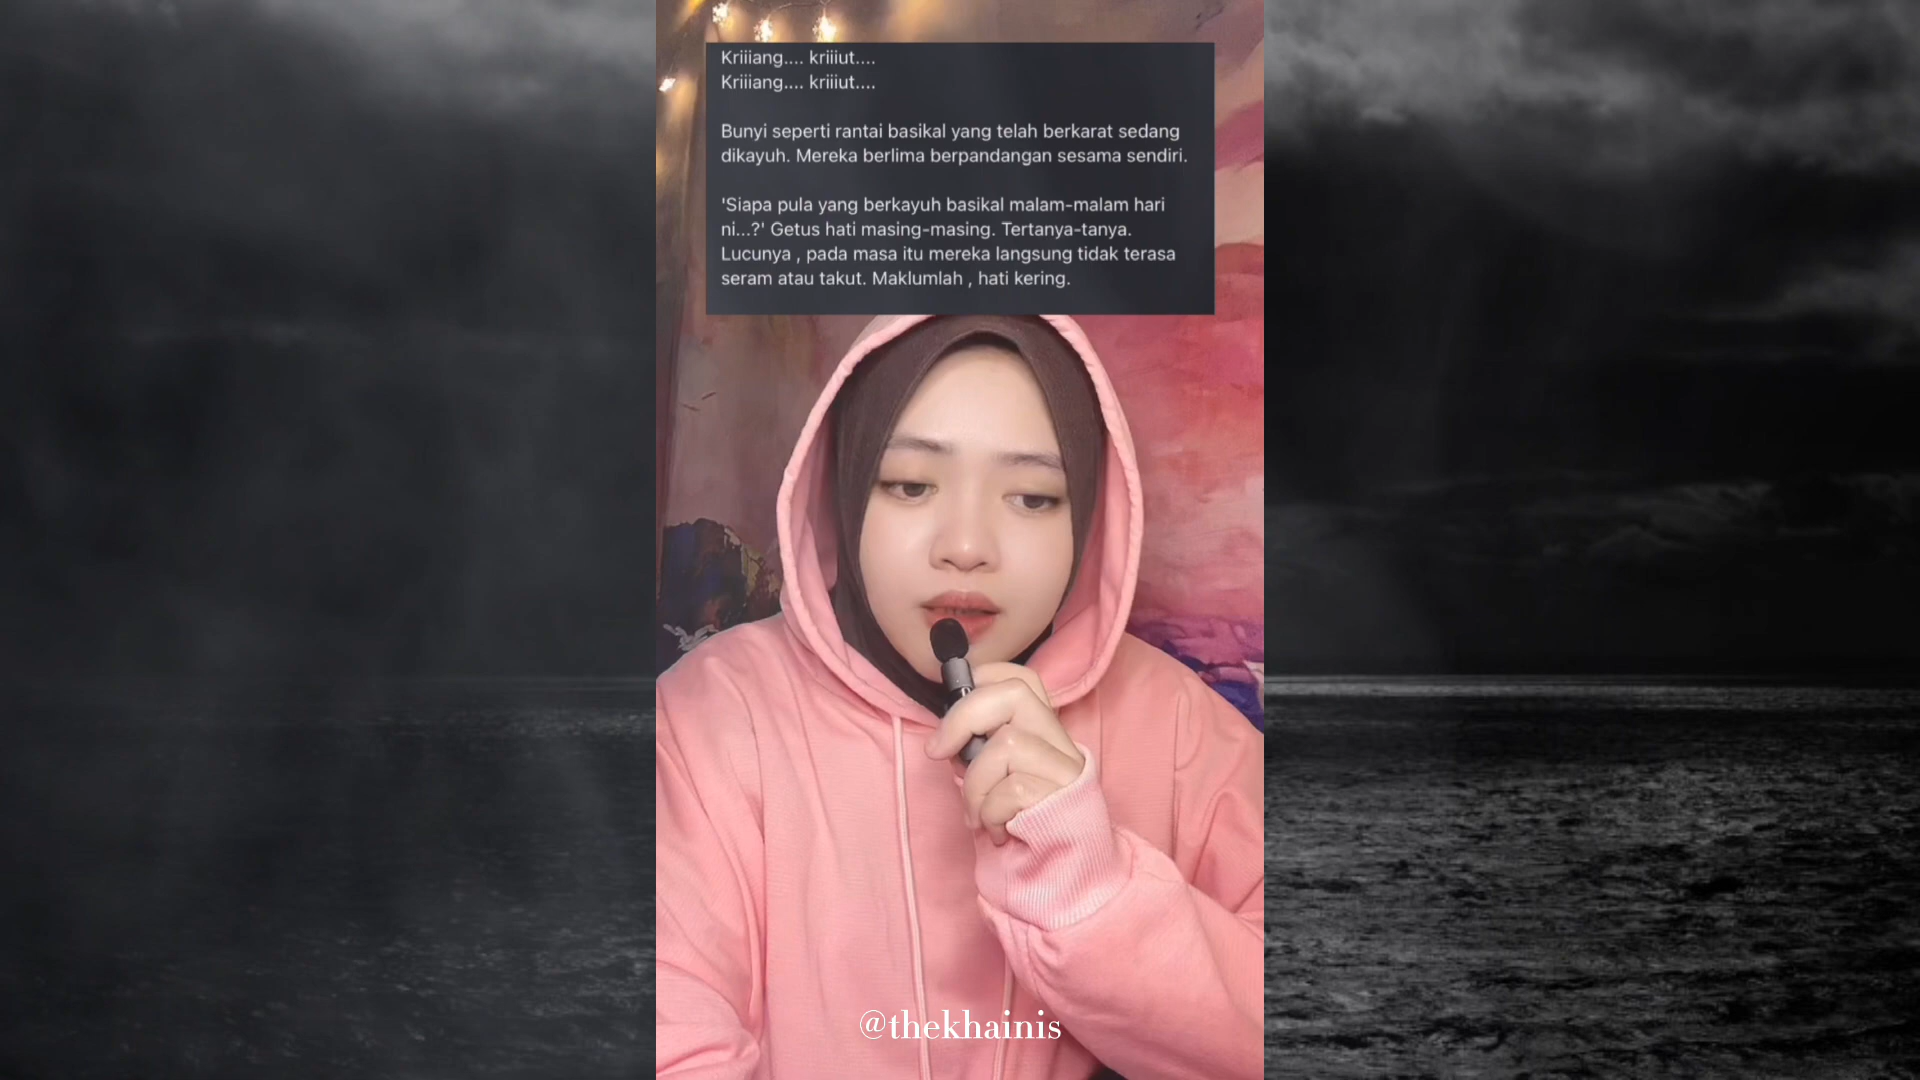 Kriiiang.... kriiiut....
Kriiiang.... kriiiut....
Bunyi seperti rantai basikal yang telah berkarat sedang
dikayuh. Mereka berlima berpandangan sesama sendiri.
'Siapa pula yang berkayuh basikal malam-malam hari
ni...?' Getus hati masing-masing. Tertanya-tanya.
Lucunya , pada masa itu mereka langsung tidak terasa
seram atau takut. Maklumlah , hati kering.
@thekhainis